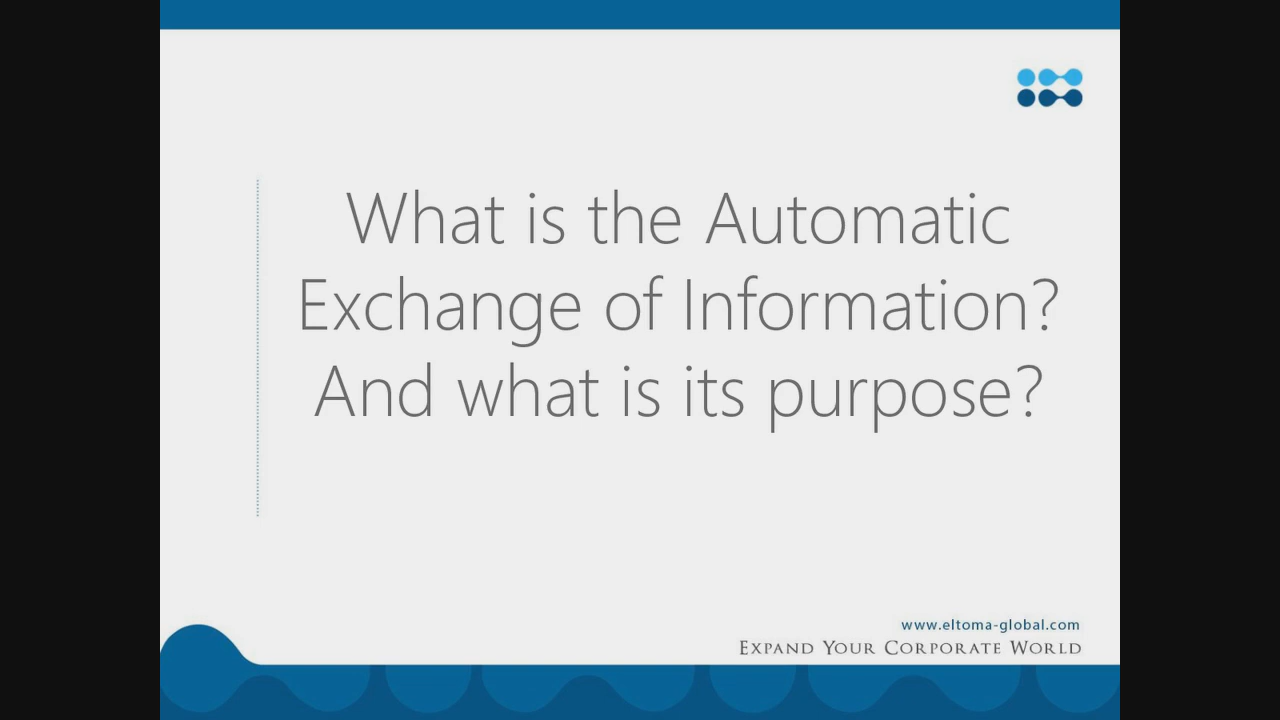 What is the Automatic
Exchange of Information?
And what is its purpose?
www.eltoma-global.com
Expand Your Corporate World